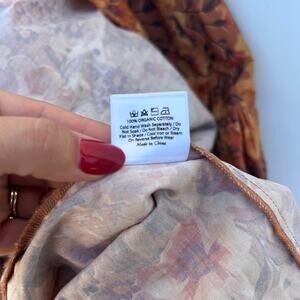 100% ORGANIC COTTON
Cold Hand Wash Separately / Do
Not Soak / Do Not Bleach / Dry
Flat in Shade / Cool Iron or Steam
On Reverse Before Wear
Made in China